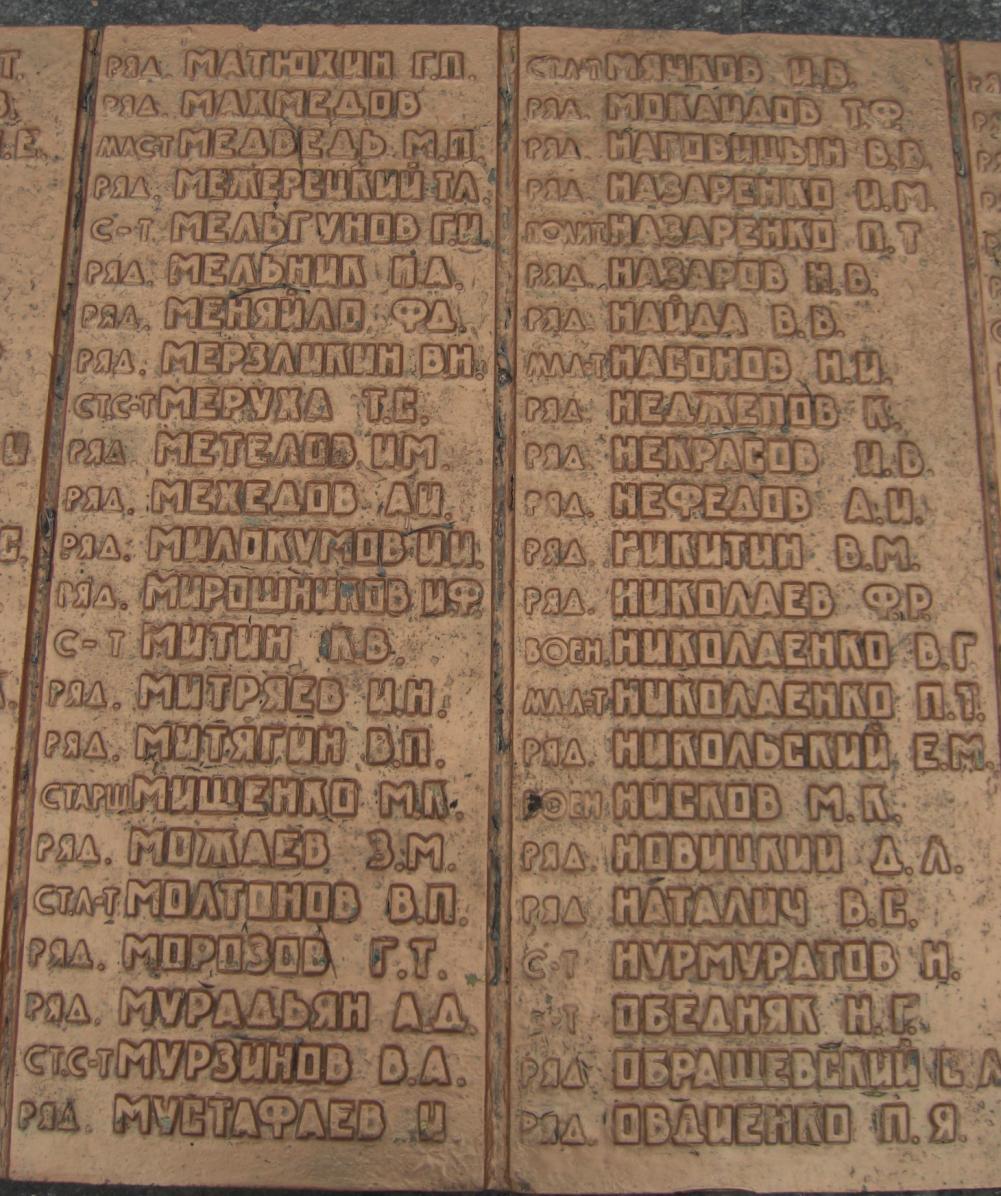 РЯД. МАТЮХИН Г.П.
РЯД. МАХМЕДОВ
МЛ.С-Т МЕДВЕДЬ М.П.
РЯД. МЕЖЕРЕЦКИЙ Т.Л.
С-Т. МЕЛЬГУНОВ Г.И.
РЯД. МЕЛЬНИК И.А.
РЯД. МЕНЯЙЛО Ф.Д.
РЯД. МЕРЗЛИКИН В.Н.
СТ.С-Т МЕРУХА Т.С.
РЯД МЕТЕЛОВ И.М.
РЯД. МЕХЕДОВ А.И.
РЯД. МИЛОКУМОВ И.И.
РЯД. МИРОШНИКОВ И.Ф.
С-Т МИТИН К.В.
РЯД. МИТРЯЕВ И.Н.
РЯД. МИТЯГИН В.П.
СТАРШ МИЩЕНКО М.К.
РЯД. МОЖАЕВ З.М.
СТ.Л-Т МОЛТОНОВ В.П.
РЯД. МОРОЗОВ Г.Т.
РЯД. МУРАДЬЯН А.Д.
СТ.С-Т МУРЗИНОВ В.А.
РЯД. МУСТАФАЕВ И
СТ.Л-Т МЯЧКОВ И.В.
РЯД. МОКАИДОВ Т.Ф.
РЯД НАГОВИЦЫН В.В.
РЯД. НАЗАРЕНКО И.М.
ПОЛИТ. НАЗАРЕНКО П.Т
РЯД. НАЗАРОВ Н.В.
РЯД. НАЙДА В.В.
МЛ.Л-Т НАСОНОВ Н.И.
РЯД. НЕДЖЕПОВ К.
РЯД. НЕКРАСОВ И.В.
РЯД. НЕФЕДОВ А.И.
РЯД. НИКИТИН В.М.
РЯД. НИКОЛАЕВ Ф.Р.
ВОЕН. НИКОЛАЕНКО В.Г.
МЛ.Л-Т НИКОЛАЕНКО П.Т.
РЯД. НИКОЛЬСКИЙ Е.М.
ВОЕН НИСКОВ М.К.
РЯД. НОВИЦКИЙ Д.Л.
РЯД НАТАЛИЧ В.С.
С-Т НУРМУРАТОВ Н.
ОБЕДНЯК Н.Г.
РЯД ОБРАШЕВСКИЙ
РЯД. ОВДИЕНКО П.Я.